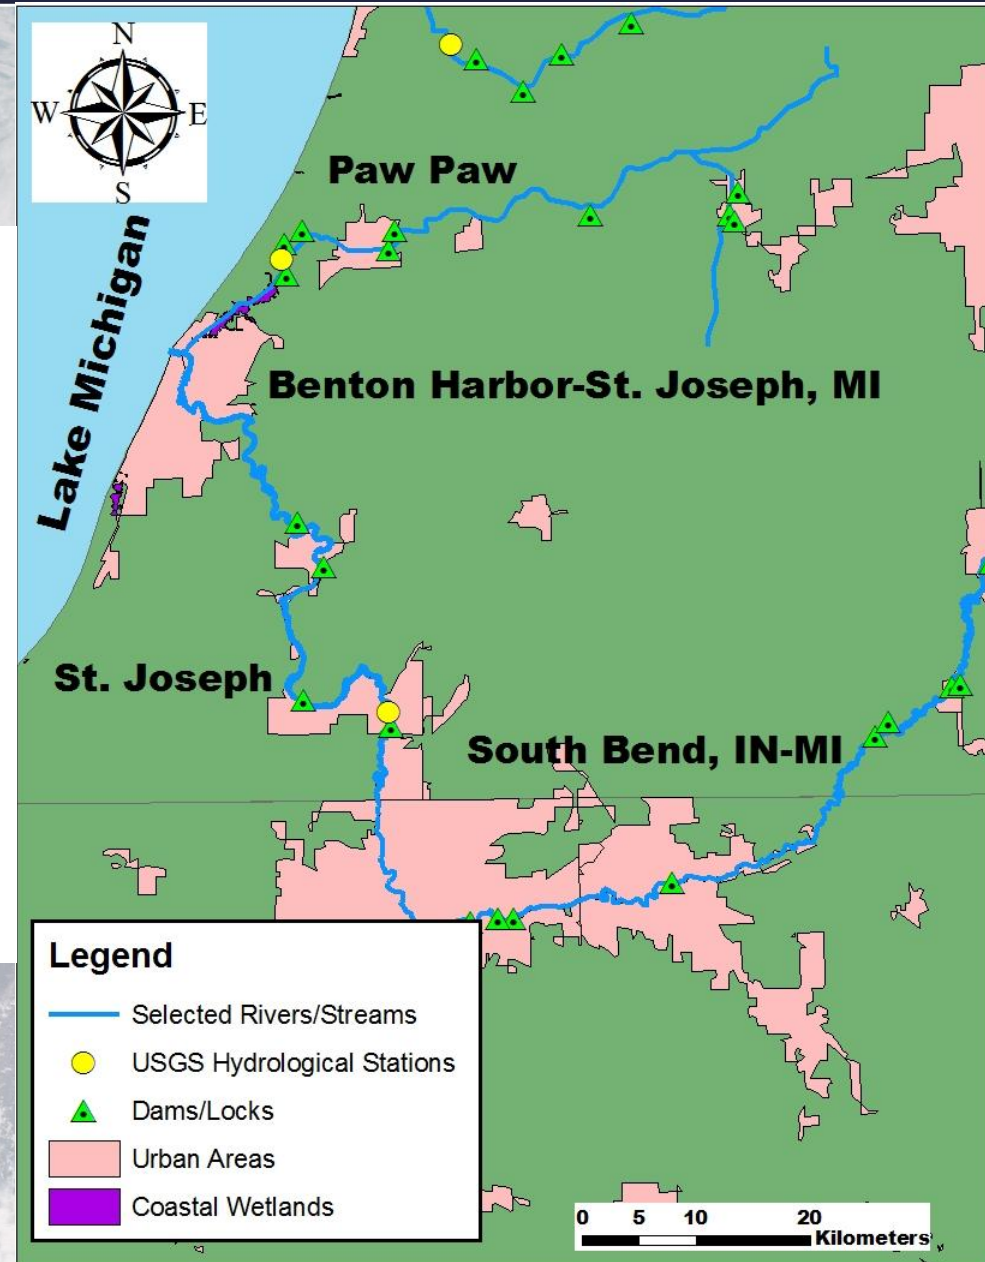 N
W E
S
Paw Paw
Lake Michigan
Benton Harbor-St. Joseph, MI
St. Joseph
South Bend, IN-MI
Legend
Selected Rivers/Streams
USGS Hydrological Stations
Dams/Locks
Urban Areas
Coastal Wetlands
0 5 10 20
Kilometers